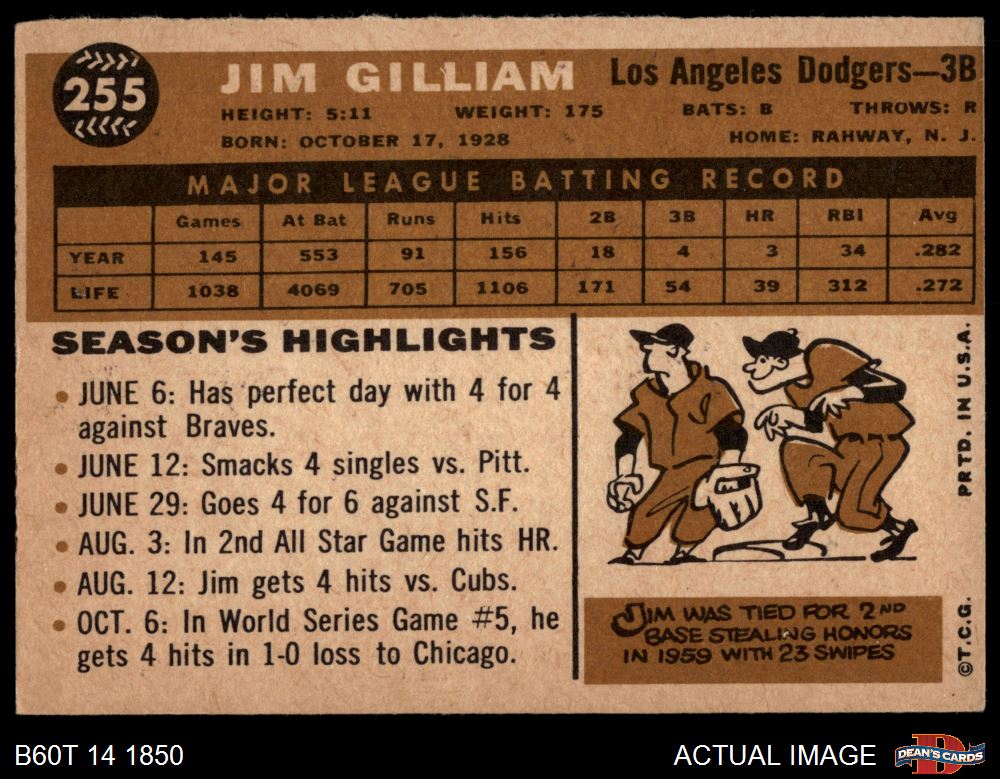 255
JIM GILLIAM Los Angeles Dodgers—3B
HEIGHT: 5:11 WEIGHT: 175 BATS: B THROWS: R
BORN: OCTOBER 17, 1928 HOME: RAHWAY, N. J.
MAJOR LEAGUE BATTING RECORD
Games At Bat Runs Hits 2B 3B HR RBI Avg
YEAR 145 553 91 156 18 4 3 34 .282
LIFE 1038 4069 705 1106 171 54 39 312 .272
SEASON'S HIGHLIGHTS
• JUNE 6: Has perfect day with 4 for 4
against Braves.
• JUNE 12: Smacks 4 singles vs. Pitt.
• JUNE 29: Goes 4 for 6 against S.F.
• AUG. 3: In 2nd All Star Game hits HR.
• AUG. 12: Jim gets 4 hits vs. Cubs.
• OCT. 6: In World Series Game #5, he
gets 4 hits in 1-0 loss to Chicago.
JIM WAS TIED FOR 2ND
BASE STEALING HONORS
IN 1959 WITH 23 SWIPES
©T.C.G. PRTD. IN U.S.A.
B60T 14 1850 ACTUAL IMAGE DEAN'S CARDS